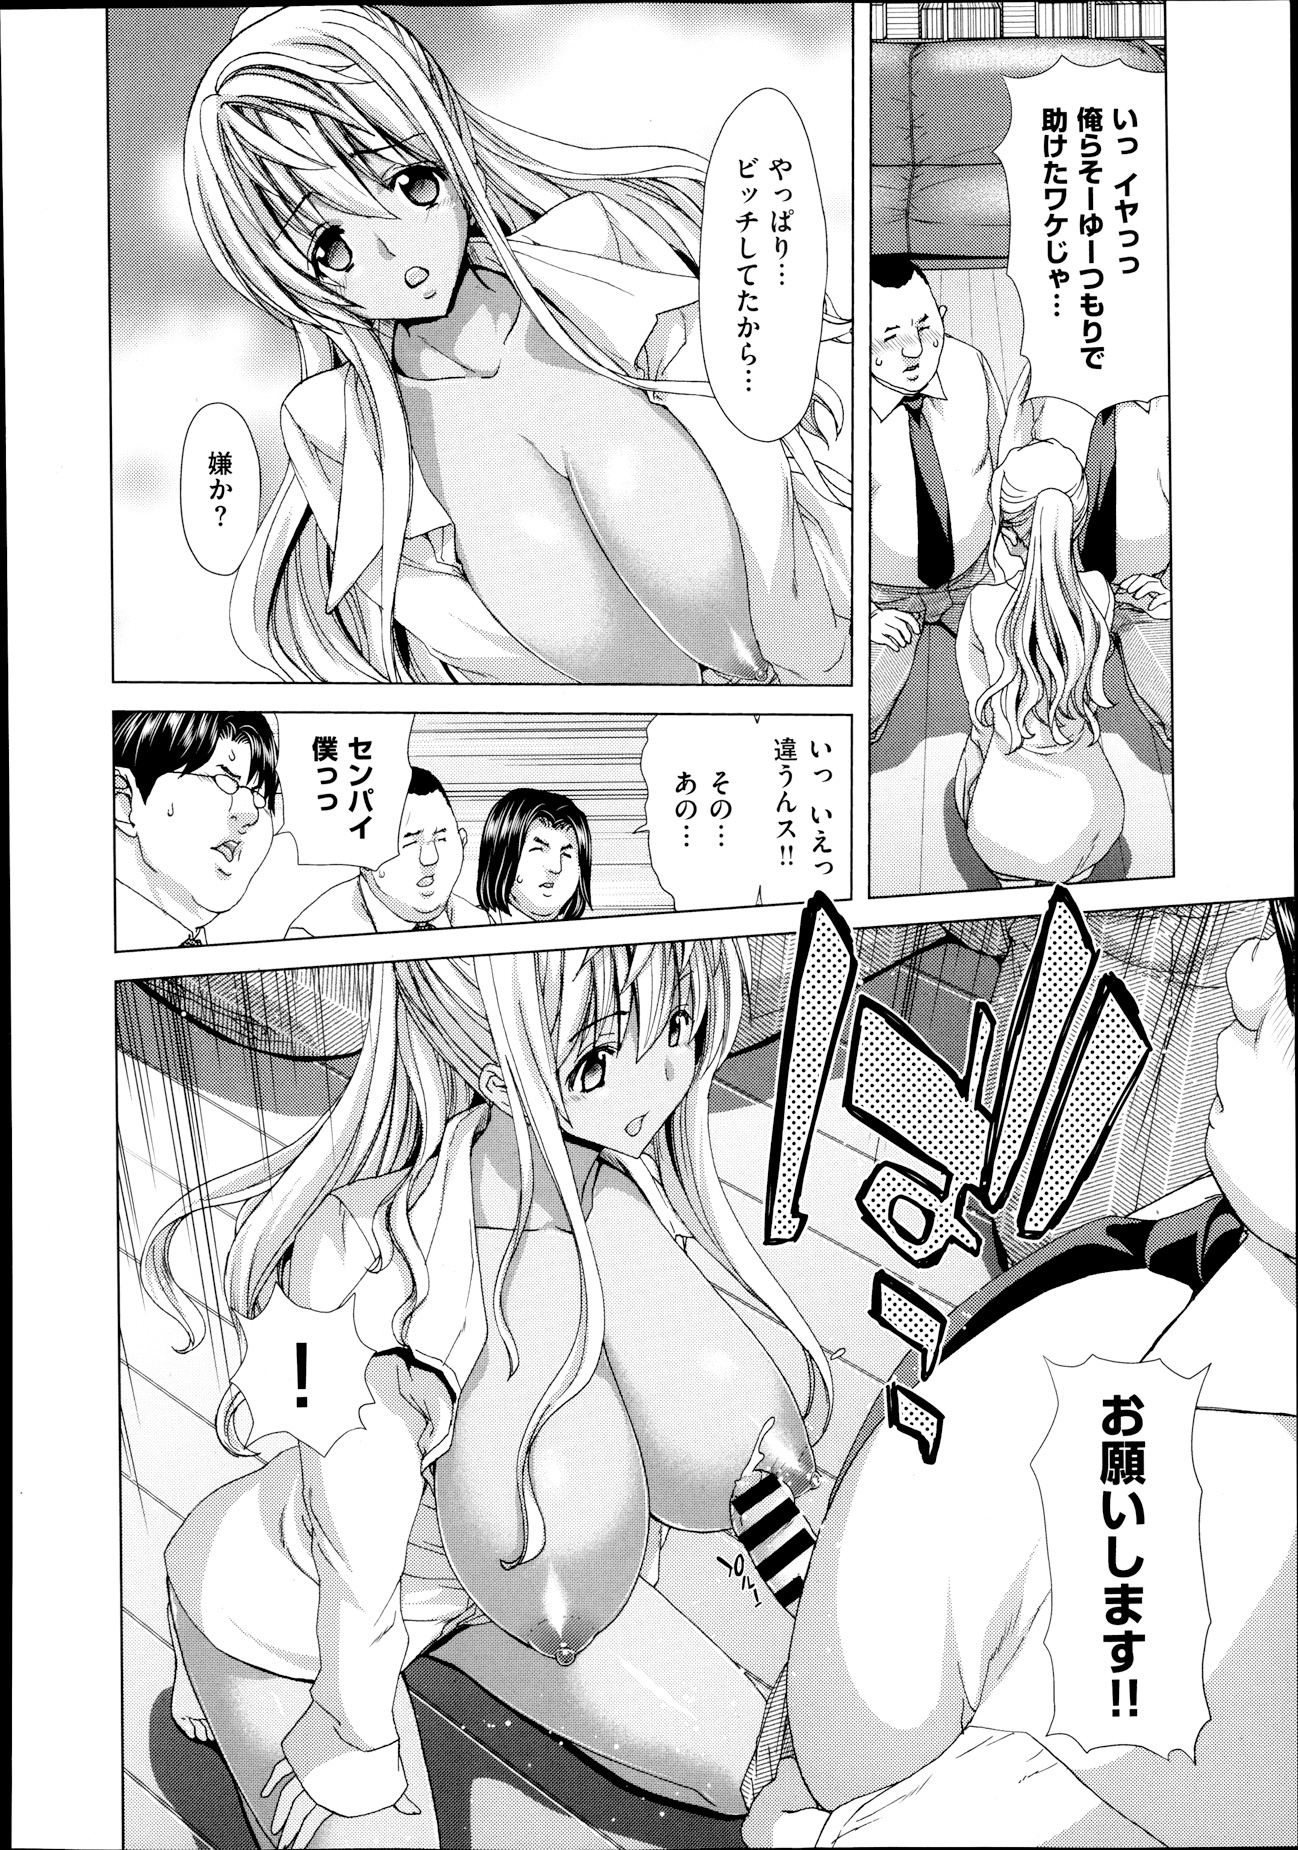 いっ イヤっっ
俺らそーゆーつもりで
助けたワケじゃ…
やっぱり…
ビッチしてたから…
嫌か？
いっ いえっ
違うんス!!
その…
あの…
センパイ
僕っっ
お願いします!!
！